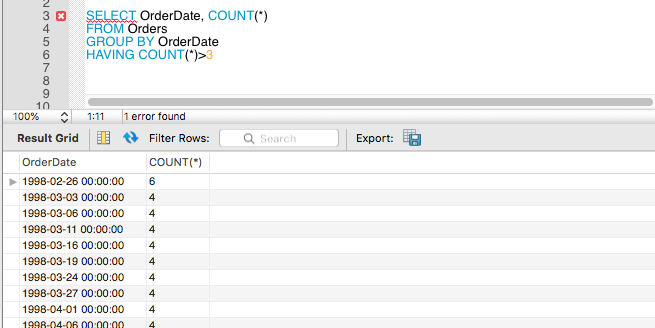 2
3 SELECT OrderDate, COUNT(*)
4 FROM Orders
5 GROUP BY OrderDate
6 HAVING COUNT(*)>3
7
8
9
10
100% 1:11 1 error found
Result Grid Filter Rows: Search Export:
OrderDate COUNT(*)
1998-02-26 00:00:00 6
1998-03-03 00:00:00 4
1998-03-06 00:00:00 4
1998-03-11 00:00:00 4
1998-03-16 00:00:00 4
1998-03-19 00:00:00 4
1998-03-24 00:00:00 4
1998-03-27 00:00:00 4
1998-04-01 00:00:00 4
1998-04-06 00:00:00 4